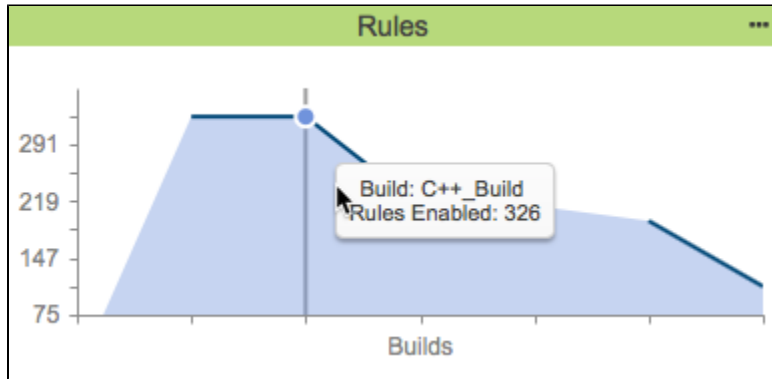 Rules
291
219
147
75
Build: C++_Build
Rules Enabled: 326
Builds